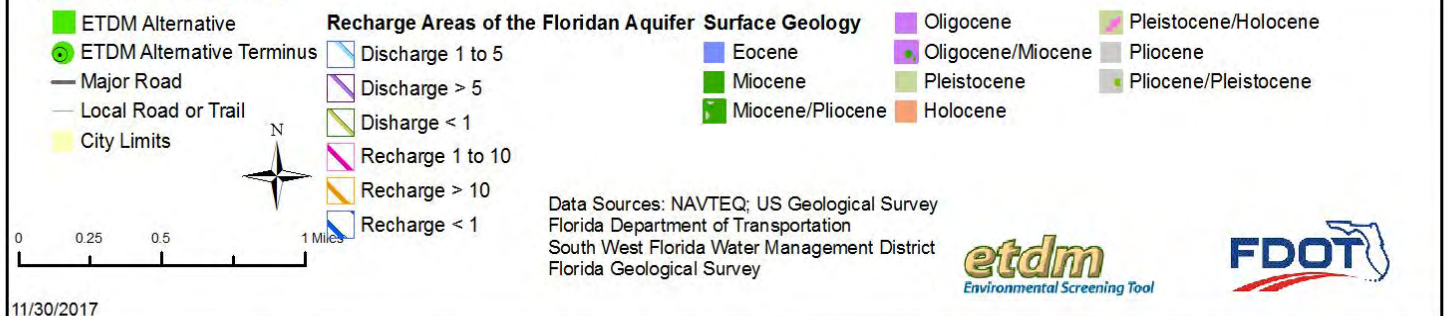 ETDM Alternative
ETDM Alternative Terminus
Major Road
Local Road or Trail
City Limits
N
0 0.25 0.5 1 Miles
Recharge Areas of the Floridan Aquifer
Discharge 1 to 5
Discharge > 5
Disharge < 1
Recharge 1 to 10
Recharge > 10
Recharge < 1
Surface Geology
Eocene
Miocene
Miocene/Pliocene
Oligocene
Oligocene/Miocene
Pleistocene
Holocene
Pleistocene/Holocene
Pliocene
Pliocene/Pleistocene
Data Sources: NAVTEQ; US Geological Survey
Florida Department of Transportation
South West Florida Water Management District
Florida Geological Survey
etdm
Environmental Screening Tool
FDOT
11/30/2017